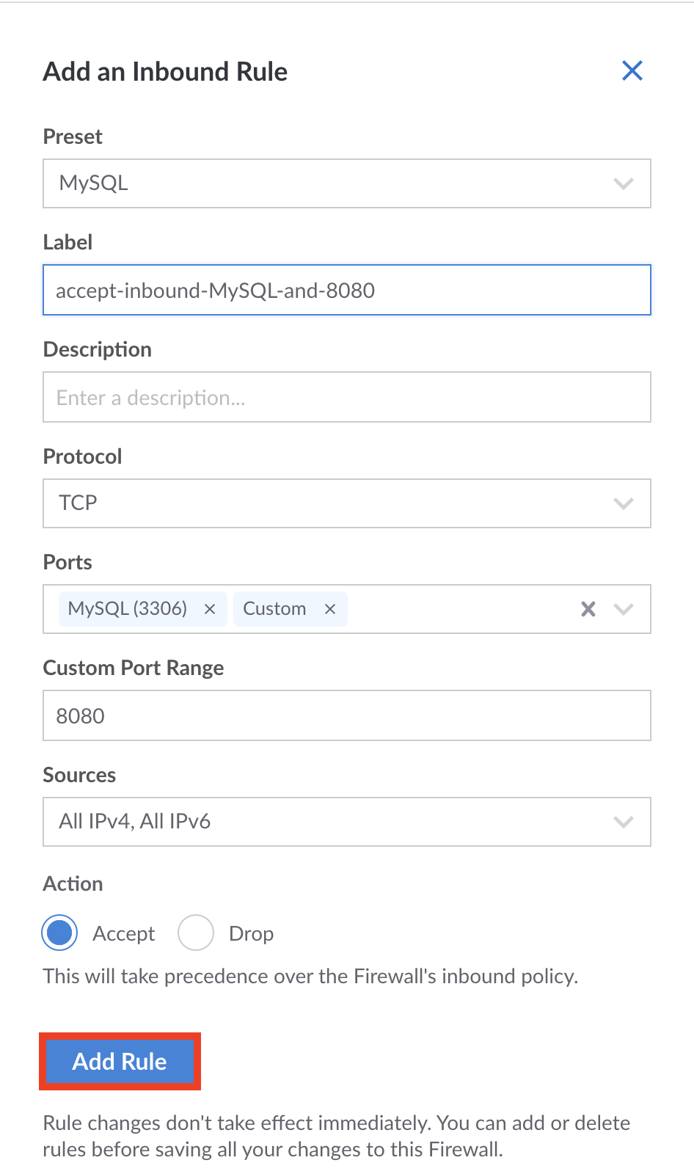 Add an Inbound Rule
Preset
MySQL
Label
accept-inbound-MySQL-and-8080
Description
Enter a description...
Protocol
TCP
Ports
MySQL (3306) × Custom ×
Custom Port Range
8080
Sources
All IPv4, All IPv6
Action
Accept Drop
This will take precedence over the Firewall's inbound policy.
Add Rule
Rule changes don't take effect immediately. You can add or delete
rules before saving all your changes to this Firewall.